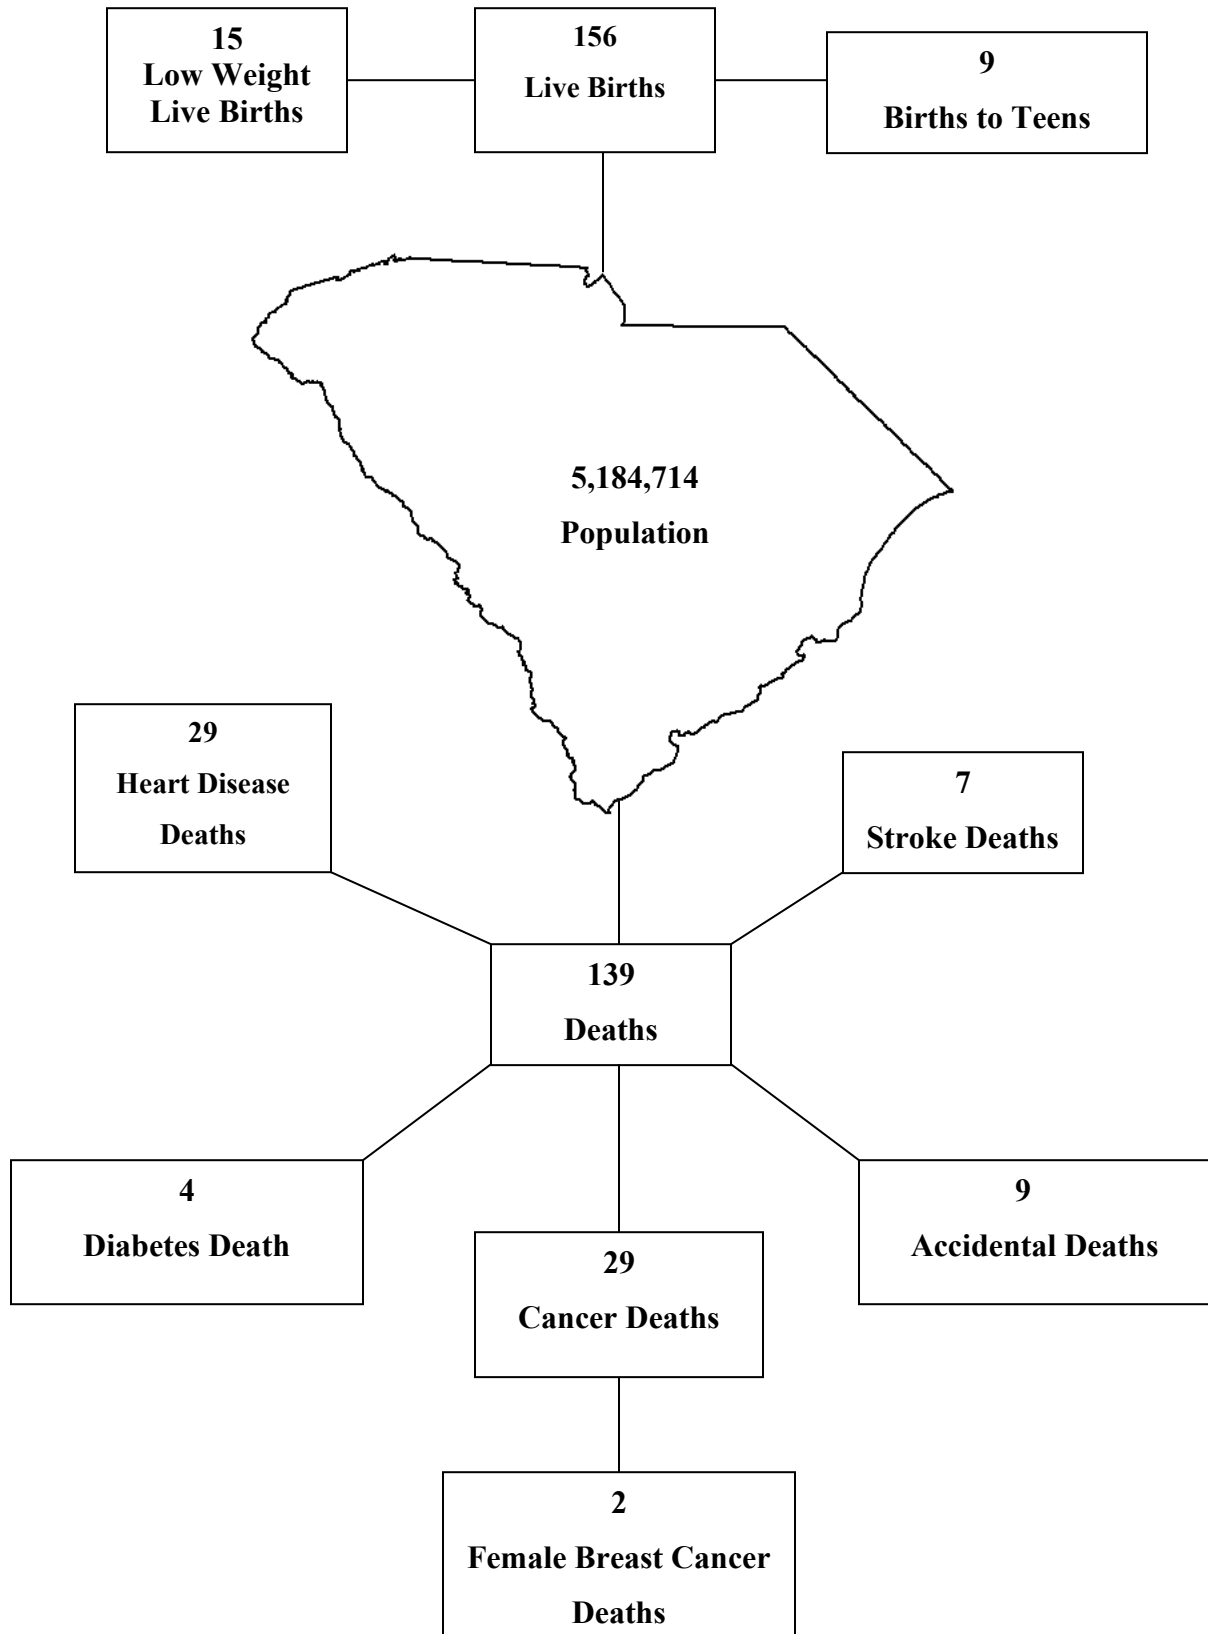 15
Low Weight
Live Births
156
Live Births
9
Births to Teens
5,184,714
Population
29
Heart Disease
Deaths
7
Stroke Deaths
139
Deaths
4
Diabetes Death
29
Cancer Deaths
9
Accidental Deaths
2
Female Breast Cancer
Deaths